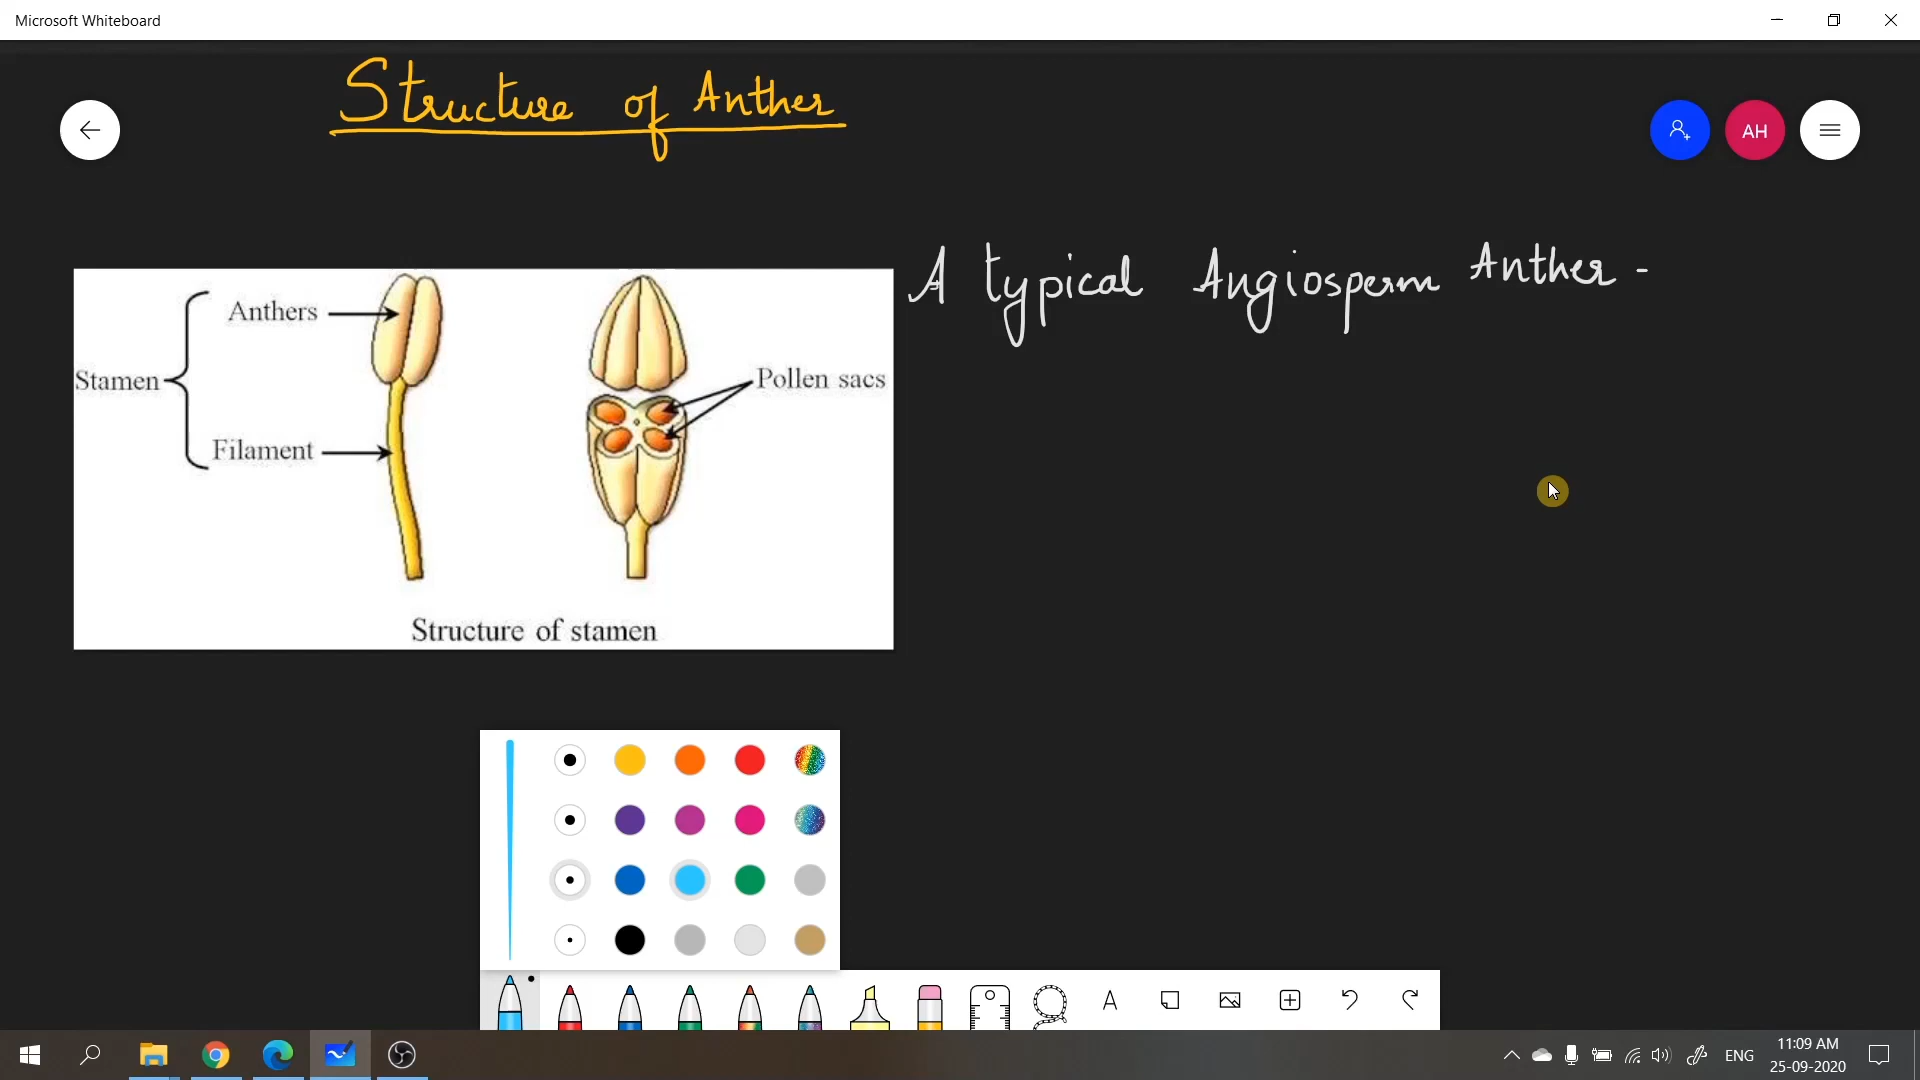 Microsoft Whiteboard
Structure of Anther
AH
A typical Angiosperm Anther -
Anthers
Stamen
Pollen sacs
Filament
Structure of stamen
A
ENG
11:09 AM
25-09-2020